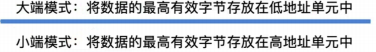 大端模式：将数据的最高有效字节存放在低地址单元中
小端模式：将数据的最高有效字节存放在高地址单元中